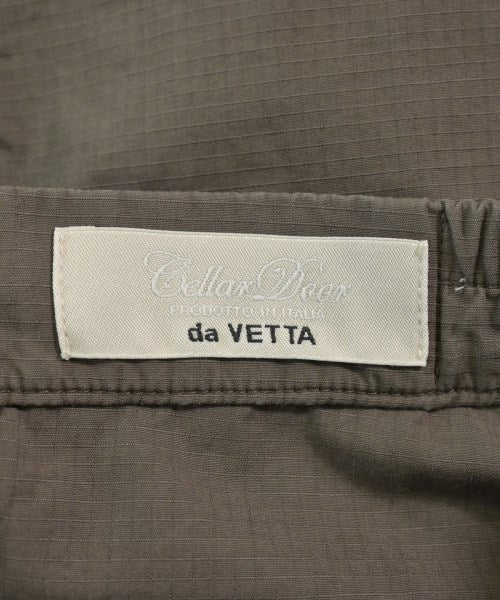 Cellar Door
PRODOTTO IN ITALIA
da VETTA